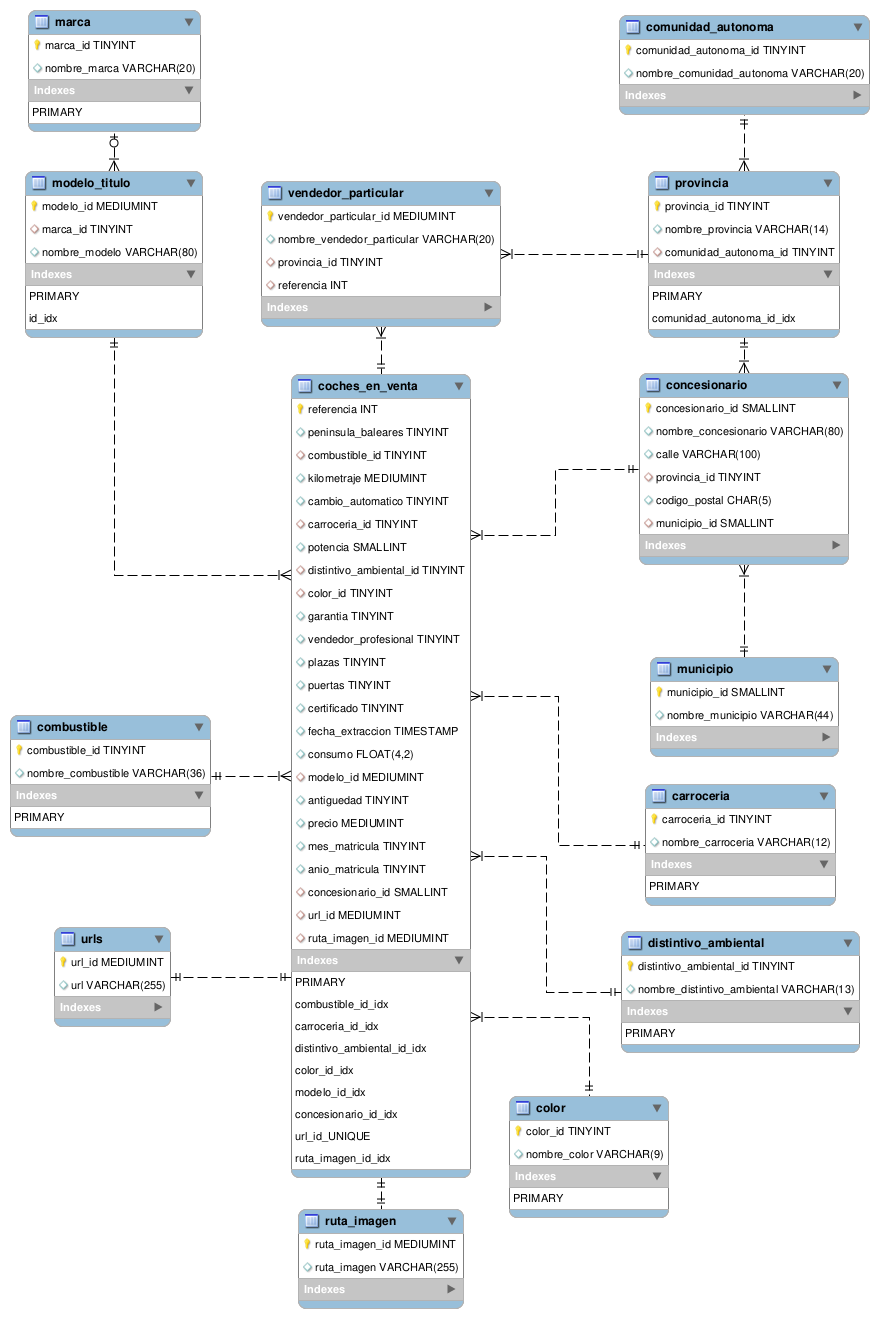 marca
marca_id TINYINT
nombre_marca VARCHAR(20)
Indexes
PRIMARY
comunidad_autonoma
comunidad_autonoma_id TINYINT
nombre_comunidad_autonoma VARCHAR(20)
Indexes
modelo_titulo
modelo_id MEDIUMINT
marca_id TINYINT
nombre_modelo VARCHAR(80)
Indexes
PRIMARY
id_idx
vendedor_particular
vendedor_particular_id MEDIUMINT
nombre_vendedor_particular VARCHAR(20)
provincia_id TINYINT
referencia INT
Indexes
provincia
provincia_id TINYINT
nombre_provincia VARCHAR(14)
comunidad_autonoma_id TINYINT
Indexes
PRIMARY
comunidad_autonoma_id_idx
coches_en_venta
referencia INT
peninsula_baleares TINYINT
combustible_id TINYINT
kilometraje MEDIUMINT
cambio_automatico TINYINT
carroceria_id TINYINT
potencia SMALLINT
distintivo_ambiental_id TINYINT
color_id TINYINT
garantia TINYINT
vendedor_profesional TINYINT
plazas TINYINT
puertas TINYINT
certificado TINYINT
fecha_extraccion TIMESTAMP
consumo FLOAT(4,2)
modelo_id MEDIUMINT
antiguedad TINYINT
precio MEDIUMINT
mes_matricula TINYINT
anio_matricula TINYINT
concesionario_id SMALLINT
url_id MEDIUMINT
ruta_imagen_id MEDIUMINT
Indexes
PRIMARY
combustible_id_idx
carroceria_id_idx
distintivo_ambiental_id_idx
color_id_idx
modelo_id_idx
concesionario_id_idx
url_id_UNIQUE
ruta_imagen_id_idx
concesionario
concesionario_id SMALLINT
nombre_concesionario VARCHAR(80)
calle VARCHAR(100)
provincia_id TINYINT
codigo_postal CHAR(5)
municipio_id SMALLINT
Indexes
municipio
municipio_id SMALLINT
nombre_municipio VARCHAR(44)
Indexes
combustible
combustible_id TINYINT
nombre_combustible VARCHAR(36)
Indexes
PRIMARY
carroceria
carroceria_id TINYINT
nombre_carroceria VARCHAR(12)
Indexes
PRIMARY
urls
url_id MEDIUMINT
url VARCHAR(255)
Indexes
distintivo_ambiental
distintivo_ambiental_id TINYINT
nombre_distintivo_ambiental VARCHAR(13)
Indexes
PRIMARY
color
color_id TINYINT
nombre_color VARCHAR(9)
Indexes
PRIMARY
ruta_imagen
ruta_imagen_id MEDIUMINT
ruta_imagen VARCHAR(255)
Indexes